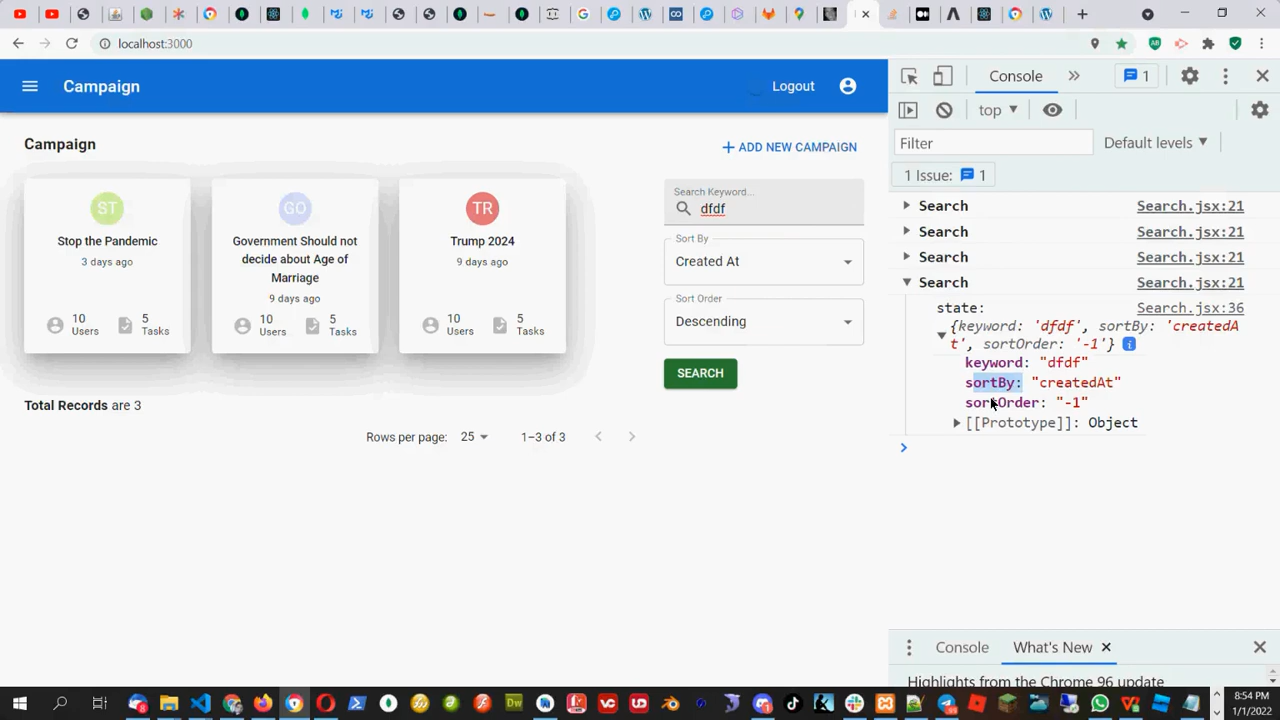 localhost:3000
Campaign
Logout
Campaign
ADD NEW CAMPAIGN
ST
Stop the Pandemic
3 days ago
10
Users
5
Tasks
GO
Government Should not
decide about Age of
Marriage
9 days ago
10
Users
5
Tasks
TR
Trump 2024
9 days ago
10
Users
5
Tasks
Search Keyword...
dfdf
Sort By
Created At
Sort Order
Descending
SEARCH
Total Records are 3
Rows per page: 25
1–3 of 3
Console
1
top
Filter
Default levels
1 Issue: 1
Search Search.jsx:21
Search Search.jsx:21
Search Search.jsx:21
Search Search.jsx:21
state: Search.jsx:36
{keyword: 'dfdf', sortBy: 'createdA
t', sortOrder: '-1'}
keyword: "dfdf"
sortBy: "createdAt"
sortOrder: "-1"
[[Prototype]]: Object
Console
What's New
Highlights from the Chrome 96 update
8:54 PM
1/1/2022